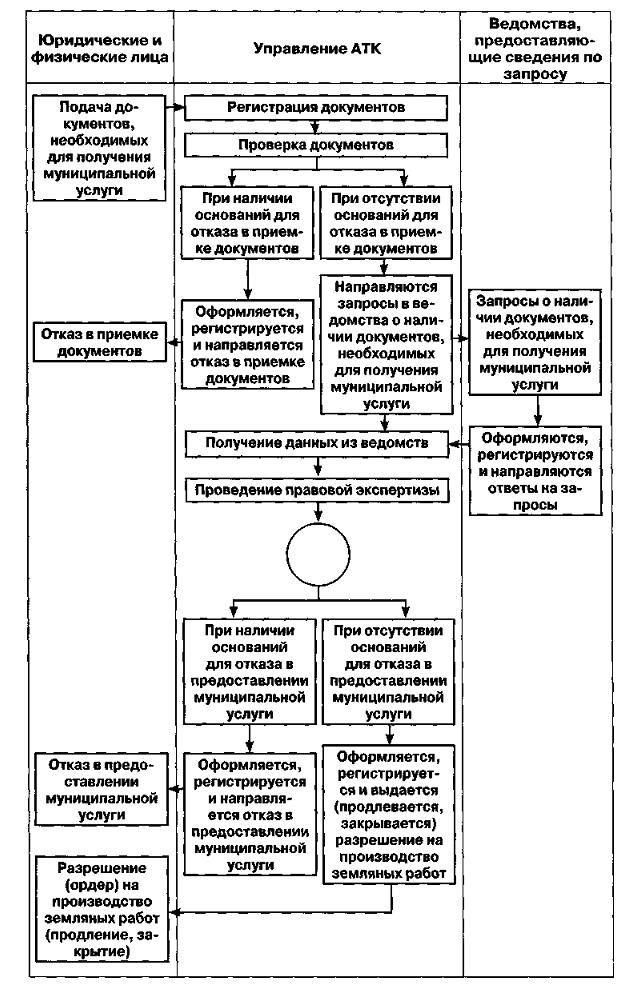 Юридические и
физические лица
Управление АТК
Ведомства,
предоставляю-
щие сведения по
запросу
Подача до-
кументов,
необходимых
для получения
муниципальной
услуги
Регистрация документов
Проверка документов
При наличии
оснований для
отказа в прием-
ке документов
При отсутствии
оснований для
отказа в прием-
ке документов
Отказ в приемке
документов
Оформляется,
регистрируется
и направляется
отказ в приемке
документов
Направляются
запросы в ве-
домства о нали-
чии документов,
необходимых
для получения
муниципальной
услуги
Запросы о нали-
чии документов,
необходимых
для получения
муниципальной
услуги
Получение данных из ведомств
Оформляются,
регистрируются
и направляются
ответы на за-
просы
Проведение правовой экспертизы
При наличии
оснований
для отказа в
предоставлении
муниципальной
услуги
При отсутствии
оснований
для отказа в
предоставлении
муниципальной
услуги
Отказ в предо-
ставлении
муниципальной
услуги
Оформляется,
регистрируется
и направля-
ется отказ в
предоставлении
муниципальной
услуги
Оформляется,
регистрирует-
ся и выдается
(продлевается,
закрывается)
разрешение на
производство
земляных работ
Разрешение
(ордер) на
производство
земляных работ
(продление, за-
крытие)